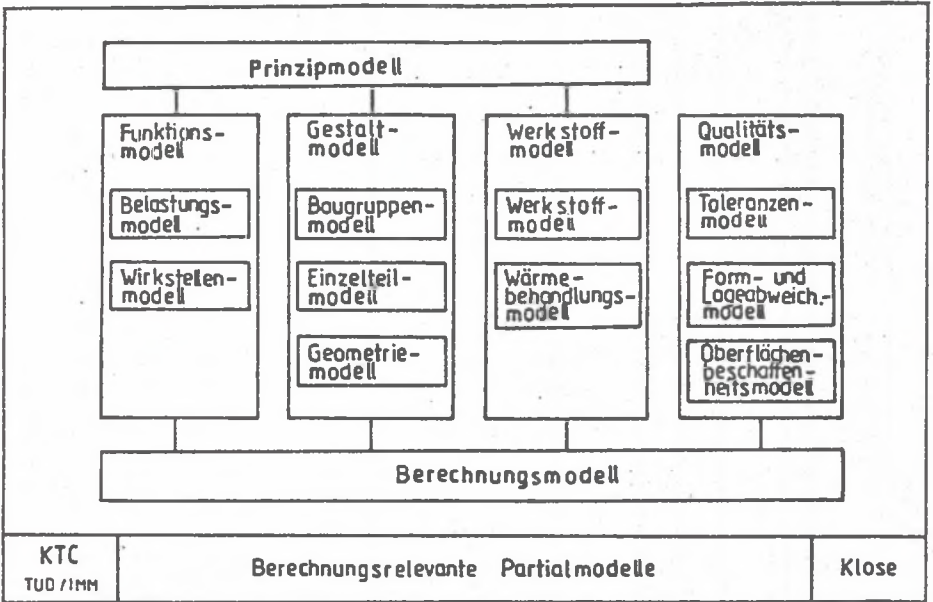 Prinzipmodell
Funktions-
modell
Belastungs-
modell
Wirkstellen-
modell
Gestalt-
modell
Baugruppen-
modell
Einzelteil-
modell
Geometrie-
modell
Werkstoff-
modell
Werkstoff-
modell
Wärme-
behandlungs-
modell
Qualitäts-
modell
Toleranzen-
modell
Form- und
Lageabweich.-
modell
Oberflächen-
beschaffen-
heitsmodell
Berechnungsmodell
KTC
TUD/IMM
Berechnungsrelevante Partialmodelle
Klose